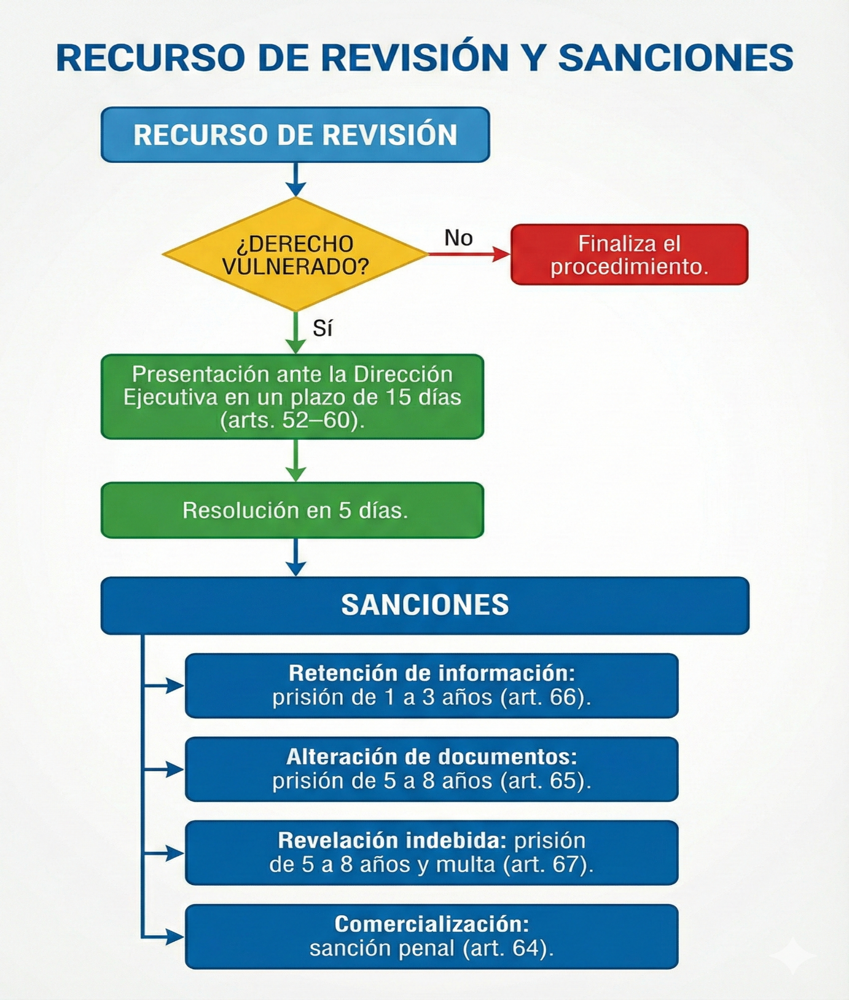 RECURSO DE REVISIÓN Y SANCIONES
RECURSO DE REVISIÓN
¿DERECHO
VULNERADO?
No
Finaliza el
procedimiento.
Sí
Presentación ante la Dirección
Ejecutiva en un plazo de 15 días
(arts. 52–60).
Resolución en 5 días.
SANCIONES
Retención de información:
prisión de 1 a 3 años (art. 66).
Alteración de documentos:
prisión de 5 a 8 años (art. 65).
Revelación indebida: prisión
de 5 a 8 años y multa (art. 67).
Comercialización:
sanción penal (art. 64).